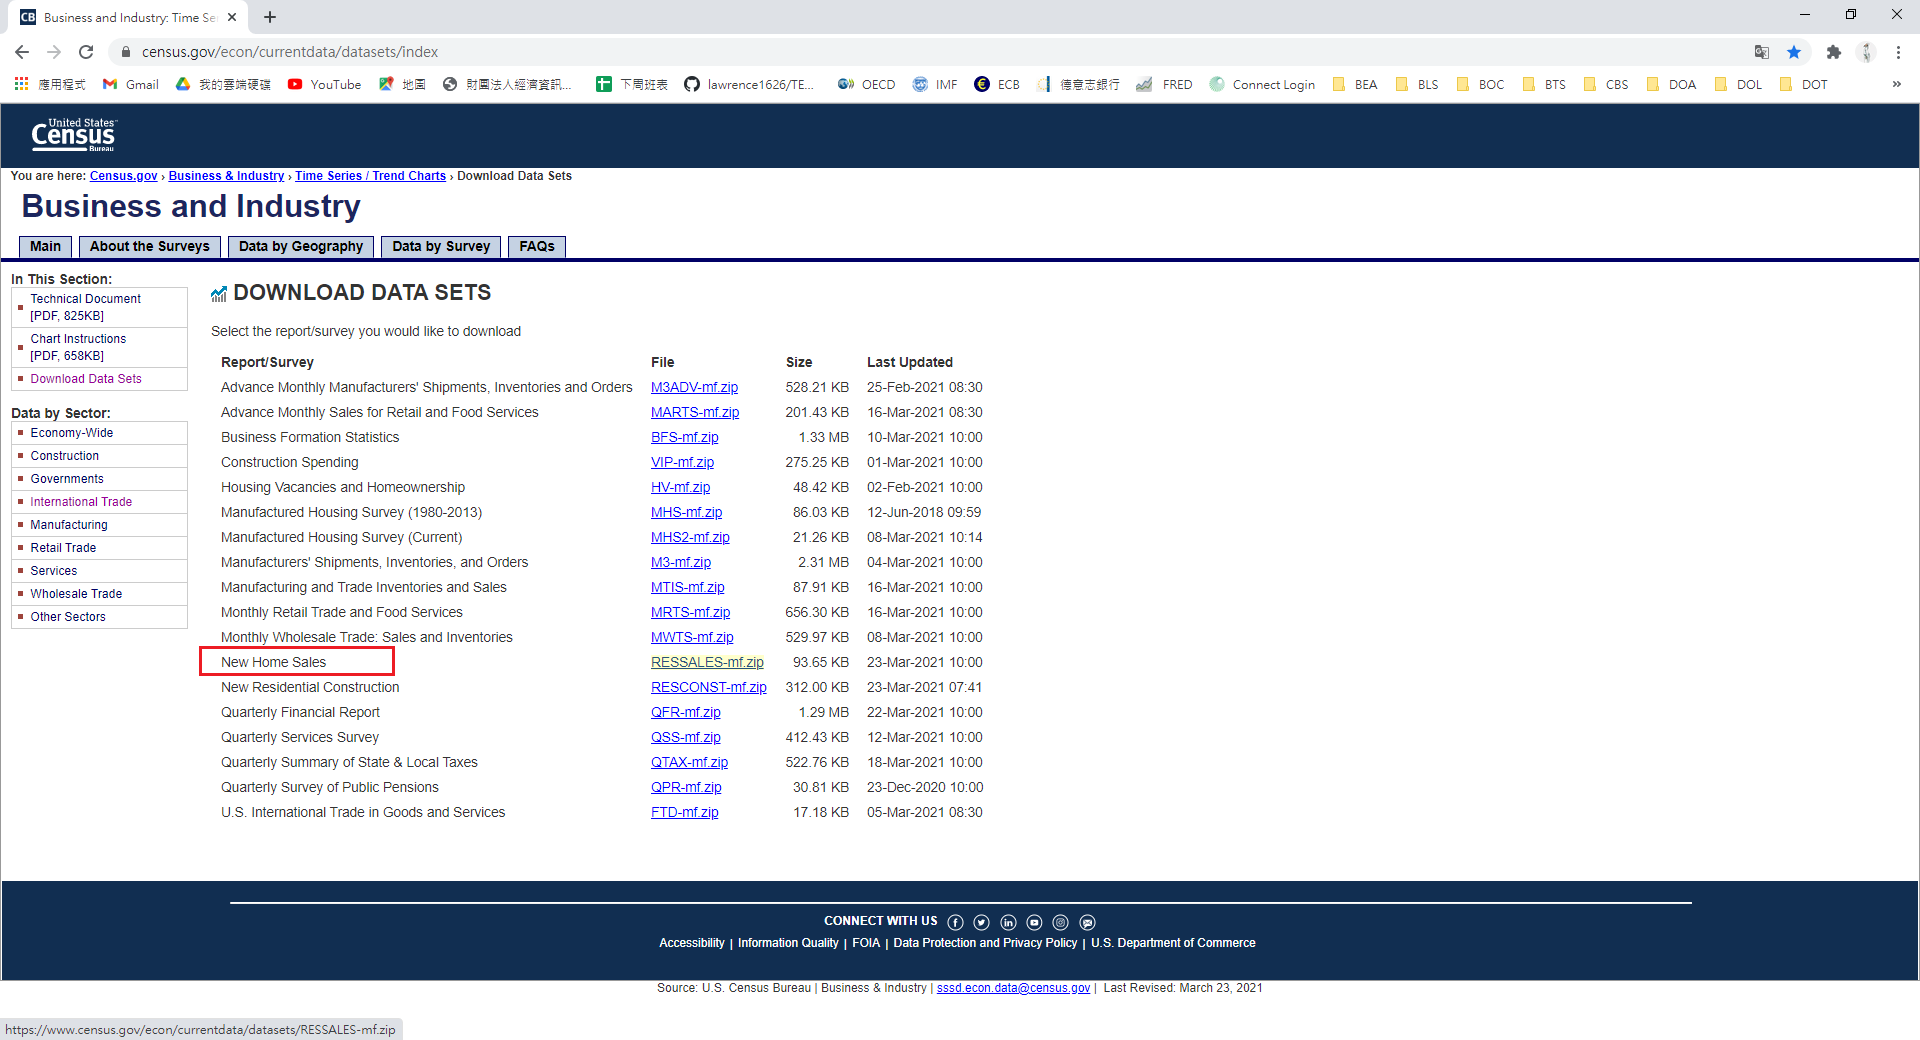 CB Business and Industry: Time Se
census.gov/econ/currentdata/datasets/index
應用程式 Gmail 我的雲端硬碟 YouTube 地圖 財團法人經濟資訊... 下周班表 lawrence1626/TE... OECD IMF ECB 德意志銀行 FRED Connect Login BEA BLS BOC BTS CBS DOA DOL DOT »
United States™
Census
Bureau
You are here: Census.gov › Business & Industry › Time Series / Trend Charts › Download Data Sets
Business and Industry
Main About the Surveys Data by Geography Data by Survey FAQs
In This Section:
Technical Document
[PDF, 825KB]
Chart Instructions
[PDF, 658KB]
Download Data Sets
Data by Sector:
Economy-Wide
Construction
Governments
International Trade
Manufacturing
Retail Trade
Services
Wholesale Trade
Other Sectors
DOWNLOAD DATA SETS
Select the report/survey you would like to download
Report/Survey File Size Last Updated
Advance Monthly Manufacturers' Shipments, Inventories and Orders M3ADV-mf.zip 528.21 KB 25-Feb-2021 08:30
Advance Monthly Sales for Retail and Food Services MARTS-mf.zip 201.43 KB 16-Mar-2021 08:30
Business Formation Statistics BFS-mf.zip 1.33 MB 10-Mar-2021 10:00
Construction Spending VIP-mf.zip 275.25 KB 01-Mar-2021 10:00
Housing Vacancies and Homeownership HV-mf.zip 48.42 KB 02-Feb-2021 10:00
Manufactured Housing Survey (1980-2013) MHS-mf.zip 86.03 KB 12-Jun-2018 09:59
Manufactured Housing Survey (Current) MHS2-mf.zip 21.26 KB 08-Mar-2021 10:14
Manufacturers' Shipments, Inventories, and Orders M3-mf.zip 2.31 MB 04-Mar-2021 10:00
Manufacturing and Trade Inventories and Sales MTIS-mf.zip 87.91 KB 16-Mar-2021 10:00
Monthly Retail Trade and Food Services MRTS-mf.zip 656.30 KB 16-Mar-2021 10:00
Monthly Wholesale Trade: Sales and Inventories MWTS-mf.zip 529.97 KB 08-Mar-2021 10:00
New Home Sales RESSALES-mf.zip 93.65 KB 23-Mar-2021 10:00
New Residential Construction RESCONST-mf.zip 312.00 KB 23-Mar-2021 07:41
Quarterly Financial Report QFR-mf.zip 1.29 MB 22-Mar-2021 10:00
Quarterly Services Survey QSS-mf.zip 412.43 KB 12-Mar-2021 10:00
Quarterly Summary of State & Local Taxes QTAX-mf.zip 522.76 KB 18-Mar-2021 10:00
Quarterly Survey of Public Pensions QPR-mf.zip 30.81 KB 23-Dec-2020 10:00
U.S. International Trade in Goods and Services FTD-mf.zip 17.18 KB 05-Mar-2021 08:30
CONNECT WITH US
Accessibility | Information Quality | FOIA | Data Protection and Privacy Policy | U.S. Department of Commerce
Source: U.S. Census Bureau | Business & Industry | sssd.econ.data@census.gov | Last Revised: March 23, 2021
https://www.census.gov/econ/currentdata/datasets/RESSALES-mf.zip